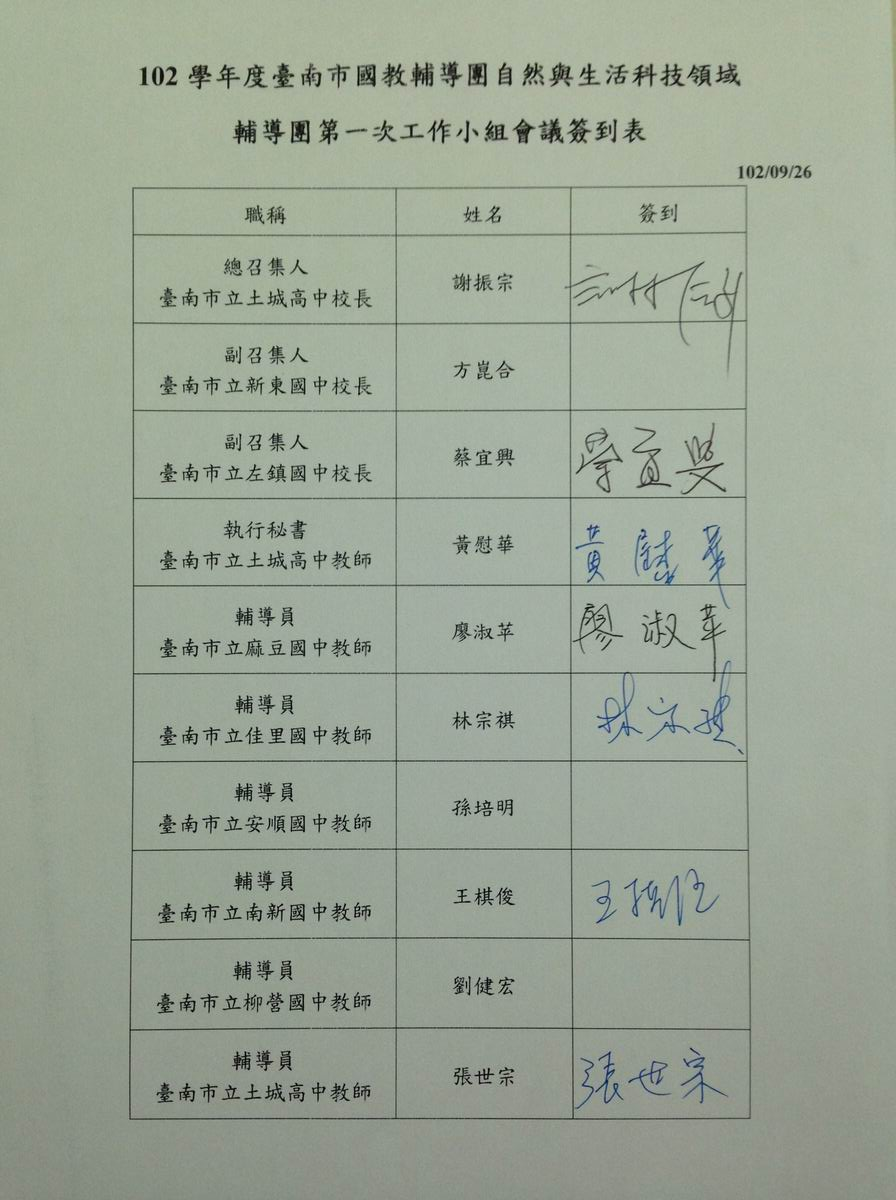 102 學年度臺南市國教輔導團自然與生活科技領域
輔導團第一次工作小組會議簽到表
102/09/26
職稱 姓名 簽到
總召集人
臺南市立土城高中校長
謝振宗
副召集人
臺南市立新東國中校長
方崑合
副召集人
臺南市立左鎮國中校長
蔡宜興
蔡宜興
執行秘書
臺南市立土城高中教師
黃慰華
黃慰華
輔導員
臺南市立麻豆國中教師
廖淑苹
廖淑苹
輔導員
臺南市立佳里國中教師
林宗祺
林宗祺
輔導員
臺南市立安順國中教師
孫培明
輔導員
臺南市立南新國中教師
王棋俊
王棋俊
輔導員
臺南市立柳營國中教師
劉健宏
輔導員
臺南市立土城高中教師
張世宗
張世宗